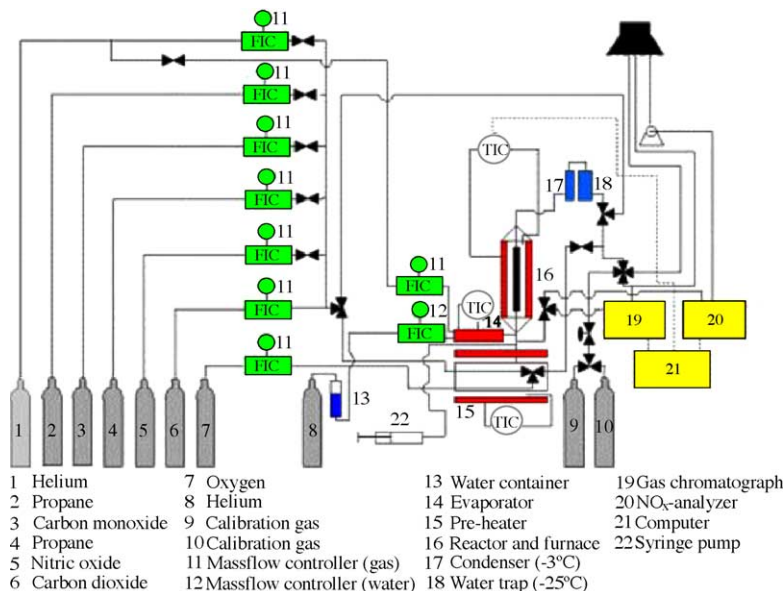 11
FIC
11
FIC
11
FIC
11
FIC
11
FIC
11
FIC
11
FIC
TIC
17 18
16
11
FIC
12
FIC
TIC
14
19
20
21
13
22
15
TIC
1 2 3 4 5 6 7 8 9 10
1 Helium
2 Propane
3 Carbon monoxide
4 Propane
5 Nitric oxide
6 Carbon dioxide
7 Oxygen
8 Helium
9 Calibration gas
10 Calibration gas
11 Massflow controller (gas)
12 Massflow controller (water)
13 Water container
14 Evaporator
15 Pre-heater
16 Reactor and furnace
17 Condenser (-3ºC)
18 Water trap (-25ºC)
19 Gas chromatograph
20 NOx-analyzer
21 Computer
22 Syringe pump